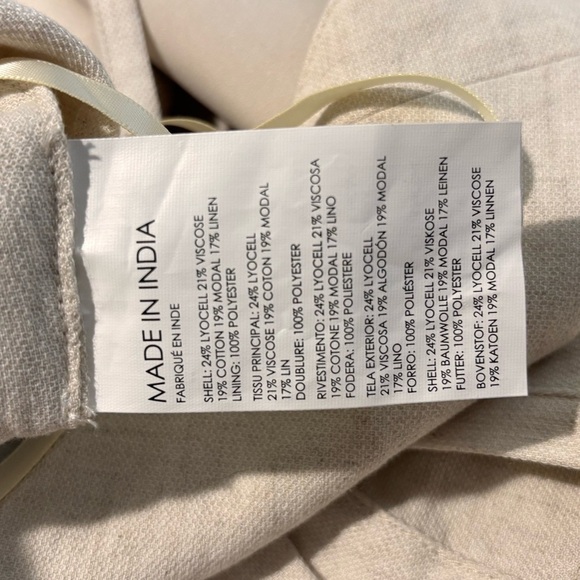 MADE IN INDIA
FABRIQUÉ EN INDE
SHELL: 24% LYOCELL 21% VISCOSE
19% COTTON 19% MODAL 17% LINEN
LINING: 100% POLYESTER
TISSU PRINCIPAL: 24% LYOCELL
21% VISCOSE 19% COTON 19% MODAL
17% LIN
DOUBLURE: 100% POLYESTER
RIVESTIMENTO: 24% LYOCELL 21% VISCOSA
19% COTONE 19% MODAL 17% LINO
FODERA: 100% POLIESTERE
TELA EXTERIOR: 24% LYOCELL
21% VISCOSA 19% ALGODÓN 19% MODAL
17% LINO
FORRO: 100% POLIÉSTER
SHELL: 24% LYOCELL 21% VISKOSE
19% BAUMWOLLE 19% MODAL 17% LEINEN
FUTTER: 100% POLYESTER
BOVENSTOF: 24% LYOCELL 21% VISCOSE
19% KATOEN 19% MODAL 17% LINNEN